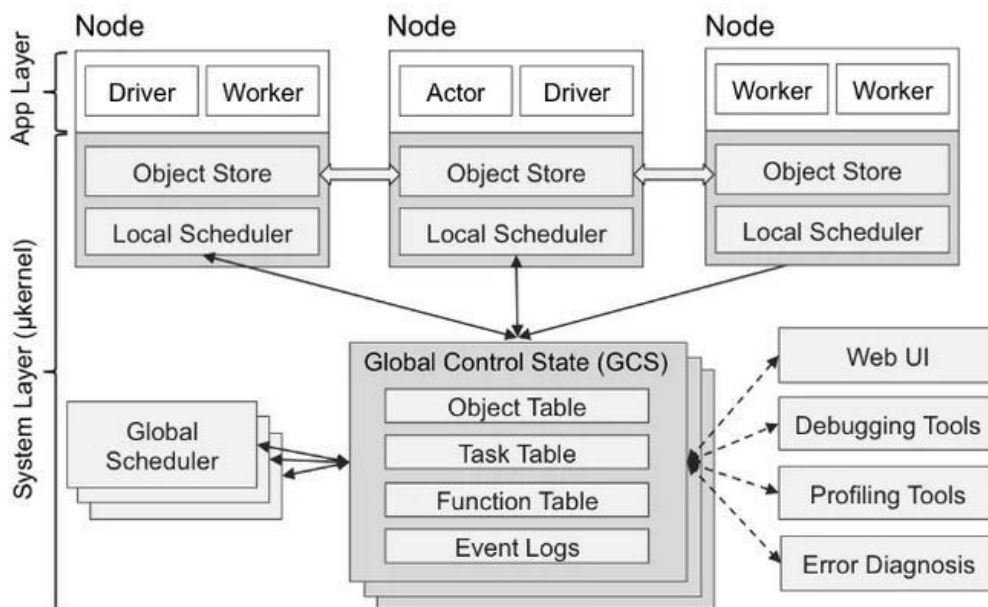 Node
Node
Node
App Layer
Driver
Worker
Actor
Driver
Worker
Worker
Object Store
Object Store
Object Store
Local Scheduler
Local Scheduler
Local Scheduler
System Layer (μkernel)
Global Control State (GCS)
Object Table
Task Table
Function Table
Event Logs
Global
Scheduler
Web UI
Debugging Tools
Profiling Tools
Error Diagnosis